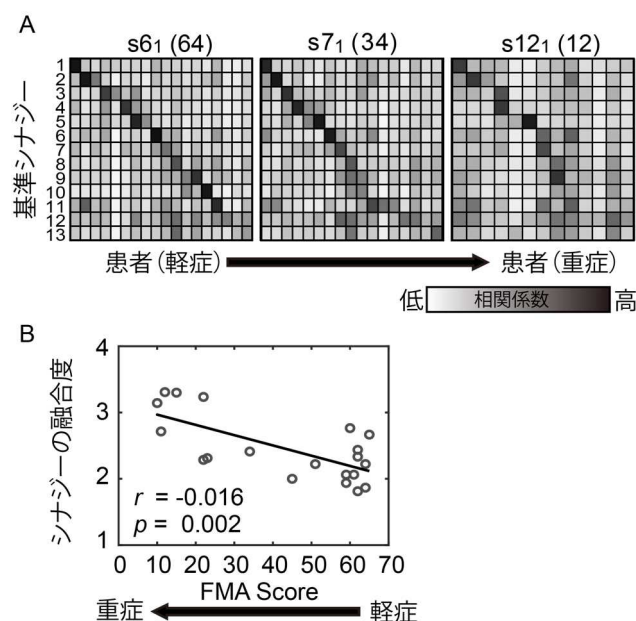 A
s6₁ (64) s7₁ (34) s12₁ (12)
基準シナジー
1
2
3
4
5
6
7
8
9
10
11
12
13
患者（軽症） 患者（重症）
低 相関係数 高
B
シナジーの融合度
4
3
2
1
r = -0.016
p = 0.002
0 10 20 30 40 50 60 70
FMA Score
重症 軽症